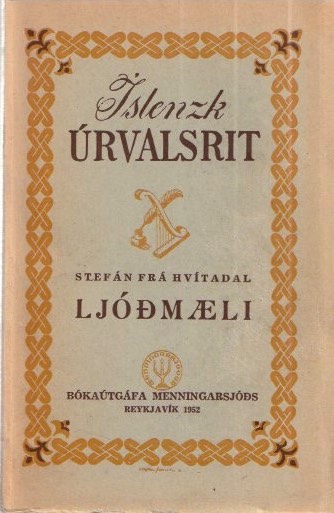 Íslenzk
ÚRVALSRIT
STEFÁN FRÁ HVÍTADAL
LJÓÐMÆLI
BÓKAÚTGÁFA MENNINGARSJÓÐS
REYKJAVÍK 1952